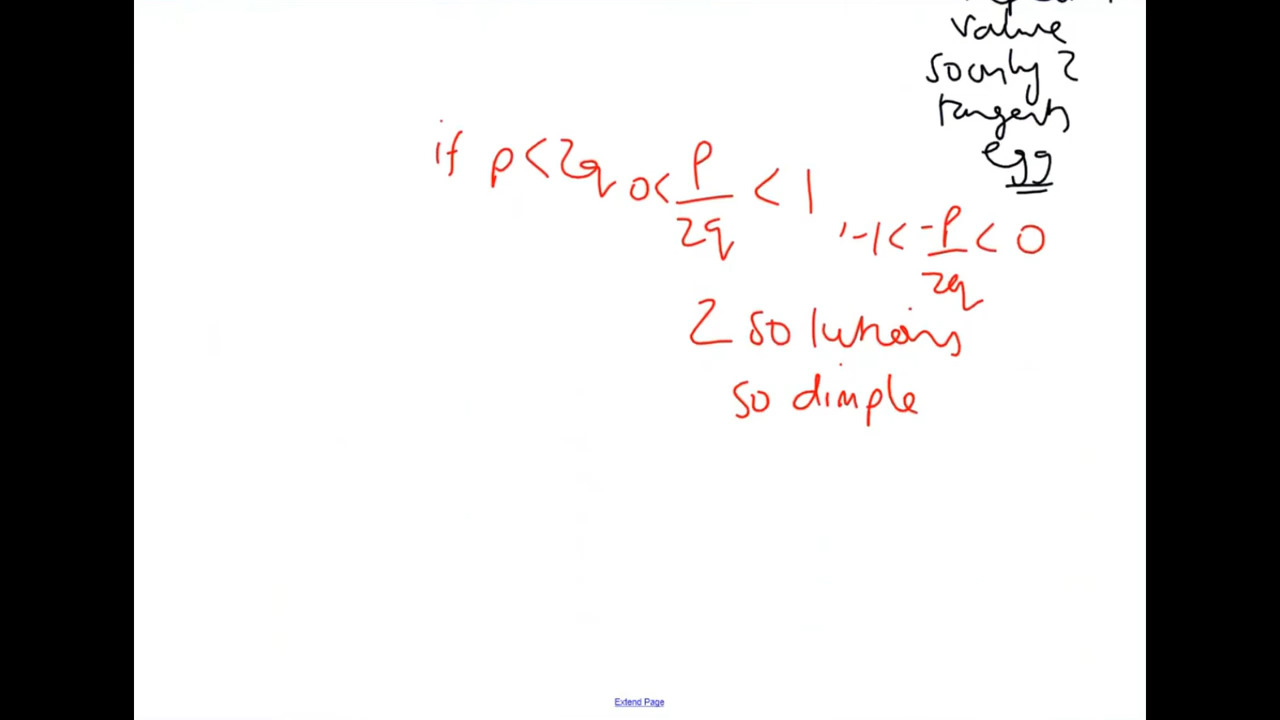 value
so only 2
tangents
egg
if p < 2q 0 < p/2q < 1
, -1 < -p/2q < 0
2 solutions
so dimple
Extend Page